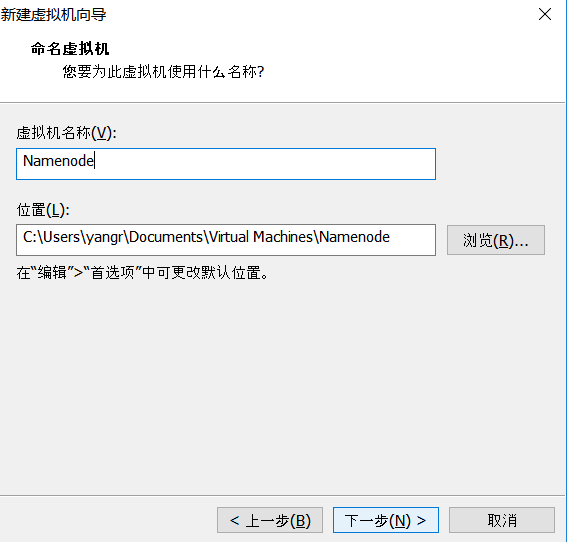 新建虚拟机向导
命名虚拟机
您要为此虚拟机使用什么名称?
虚拟机名称(V):
Namenode
位置(L):
C:\Users\yangr\Documents\Virtual Machines\Namenode
浏览(R)...
在“编辑”>“首选项”中可更改默认位置。
< 上一步(B)
下一步(N) >
取消